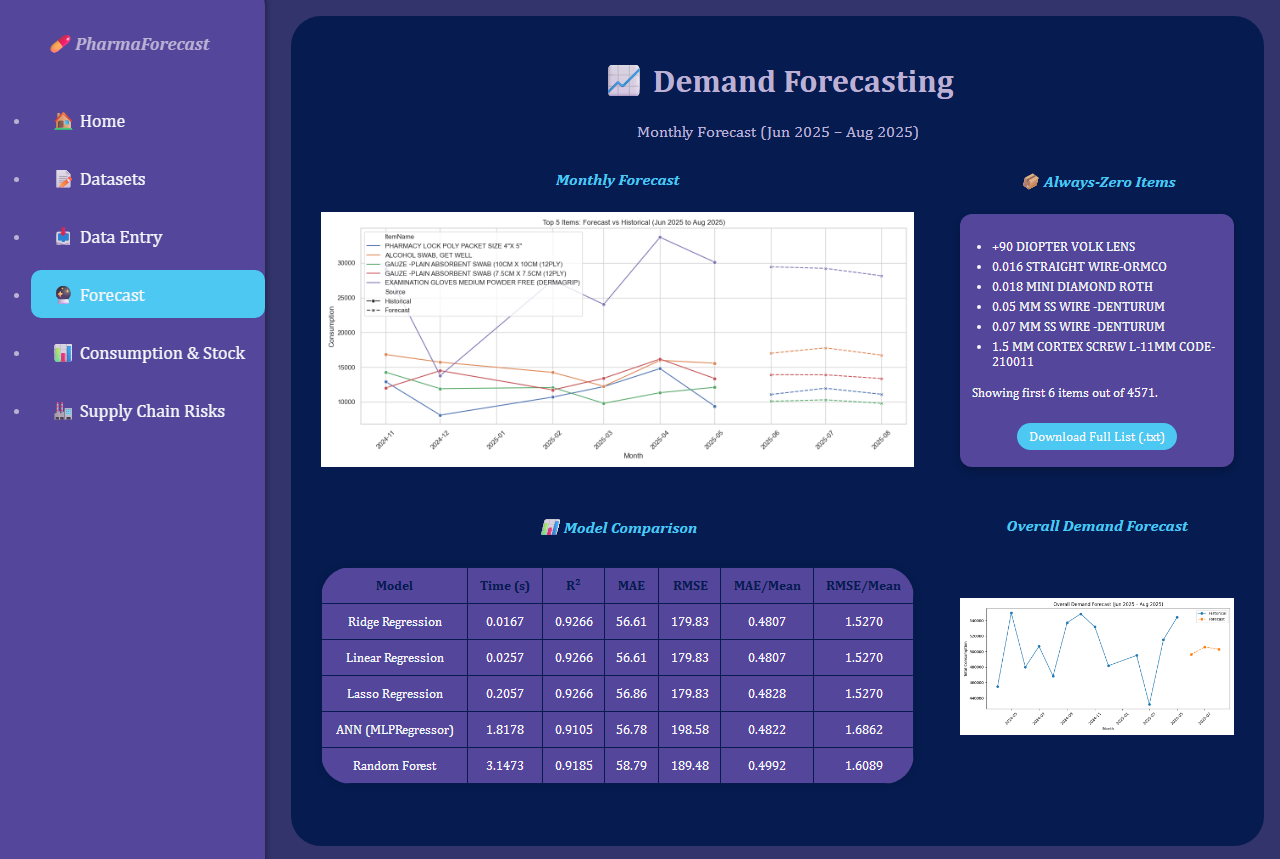 PharmaForecast
Home
Datasets
Data Entry
Forecast
Consumption & Stock
Supply Chain Risks
Demand Forecasting
Monthly Forecast (Jun 2025 – Aug 2025)
Monthly Forecast
Top 5 Items: Forecast vs Historical (Jun 2025 to Aug 2025)
ItemName
PHARMACY LOCK POLY PACKET SIZE 4"X 5"
ALCOHOL SWAB, GET WELL
GAUZE -PLAIN ABSORBENT SWAB (10CM X 10CM (12PLY)
GAUZE -PLAIN ABSORBENT SWAB (7.5CM X 7.5CM (12PLY)
EXAMINATION GLOVES MEDIUM POWDER FREE (DERMAGRIP)
Source
Historical
Forecast
Consumption
30000
25000
20000
15000
10000
2024-11 2024-12 2025-01 2025-02 2025-03 2025-04 2025-05 2025-06 2025-07 2025-08
Month
Always-Zero Items
+90 DIOPTER VOLK LENS
0.016 STRAIGHT WIRE-ORMCO
0.018 MINI DIAMOND ROTH
0.05 MM SS WIRE -DENTURUM
0.07 MM SS WIRE -DENTURUM
1.5 MM CORTEX SCREW L-11MM CODE-
210011
Showing first 6 items out of 4571.
Download Full List (.txt)
Model Comparison
Model Time (s) R² MAE RMSE MAE/Mean RMSE/Mean
Ridge Regression 0.0167 0.9266 56.61 179.83 0.4807 1.5270
Linear Regression 0.0257 0.9266 56.61 179.83 0.4807 1.5270
Lasso Regression 0.2057 0.9266 56.86 179.83 0.4828 1.5270
ANN (MLPRegressor) 1.8178 0.9105 56.78 198.58 0.4822 1.6862
Random Forest 3.1473 0.9185 58.79 189.48 0.4992 1.6089
Overall Demand Forecast
Overall Demand Forecast (Jun 2025 - Aug 2025)
Historical
Forecast
Total Consumption
540000
520000
500000
480000
460000
440000
Month